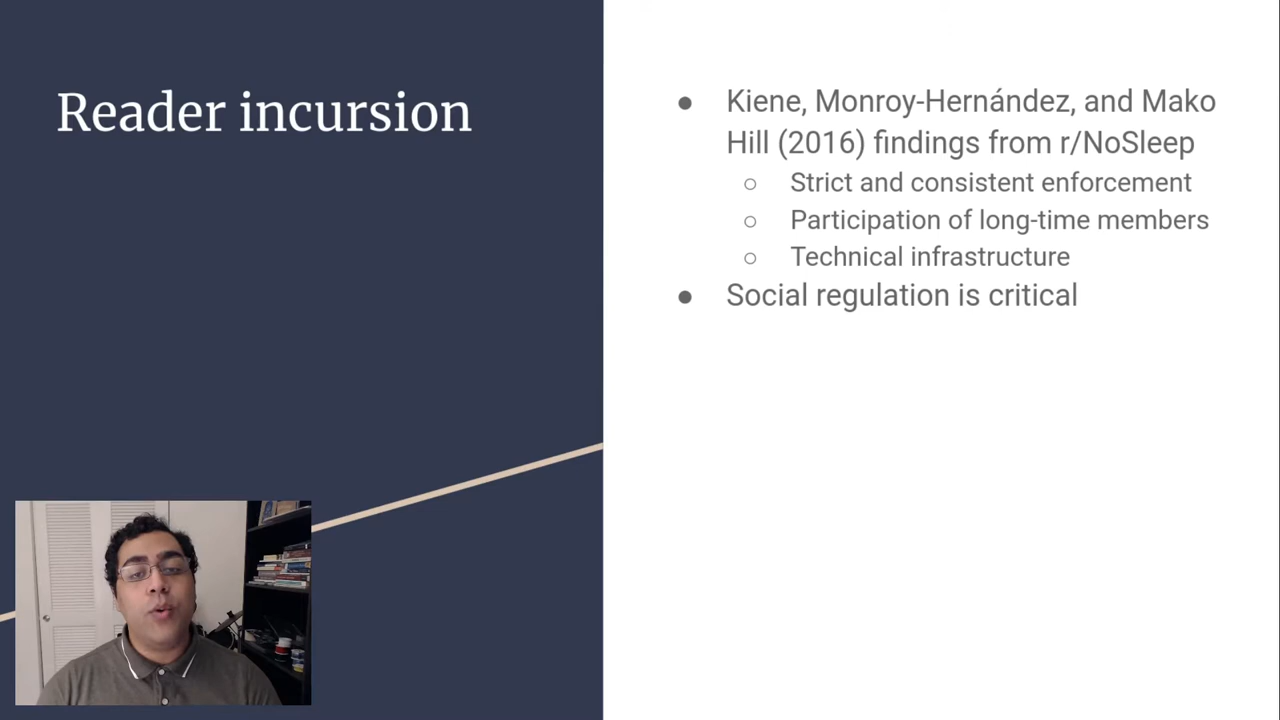 Reader incursion
● Kiene, Monroy-Hernández, and Mako
Hill (2016) findings from r/NoSleep
○ Strict and consistent enforcement
○ Participation of long-time members
○ Technical infrastructure
● Social regulation is critical